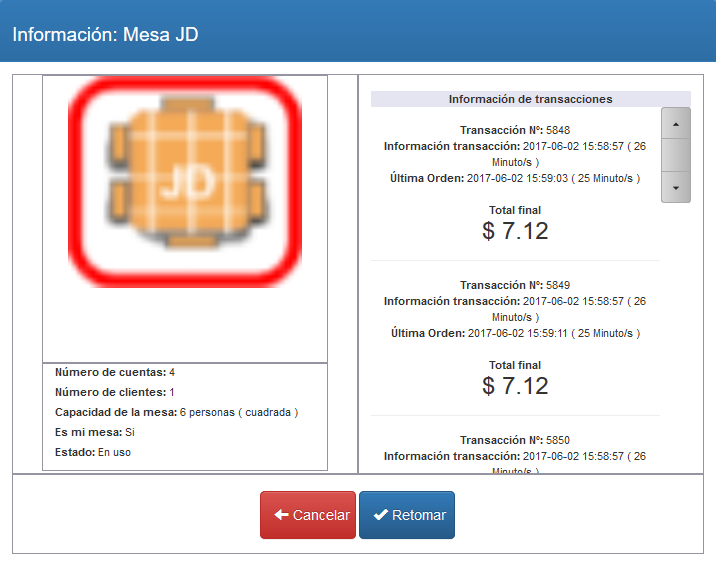 Información: Mesa JD
JD
Número de cuentas: 4
Número de clientes: 1
Capacidad de la mesa: 6 personas ( cuadrada )
Es mi mesa: Si
Estado: En uso
Información de transacciones
Transacción Nº: 5848
Información transacción: 2017-06-02 15:58:57 ( 26
Minuto/s )
Última Orden: 2017-06-02 15:59:03 ( 25 Minuto/s )
Total final
$ 7.12
Transacción Nº: 5849
Información transacción: 2017-06-02 15:58:57 ( 26
Minuto/s )
Última Orden: 2017-06-02 15:59:11 ( 25 Minuto/s )
Total final
$ 7.12
Transacción Nº: 5850
Información transacción: 2017-06-02 15:58:57 ( 26
Minuto/s )
Cancelar
Retomar